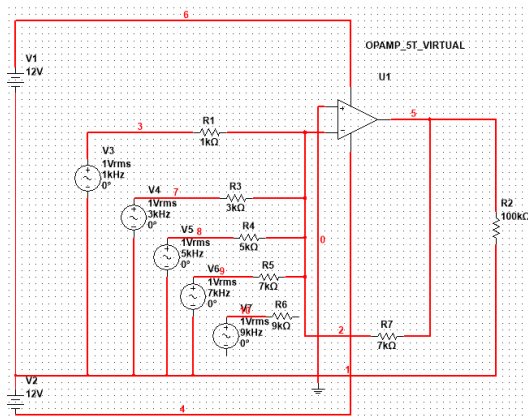 6
OPAMP_5T_VIRTUAL
V1
12V
U1
5
R1
1kΩ
3
V3
1Vrms
1kHz
0°
V4
1Vrms
3kHz
0°
7
R3
3kΩ
R2
100kΩ
V5
1Vrms
5kHz
0°
8
R4
5kΩ
0
V6
1Vrms
7kHz
0°
9
R5
7kΩ
V7
1Vrms
9kHz
0°
R6
9kΩ
2
R7
7kΩ
1
V2
12V
4